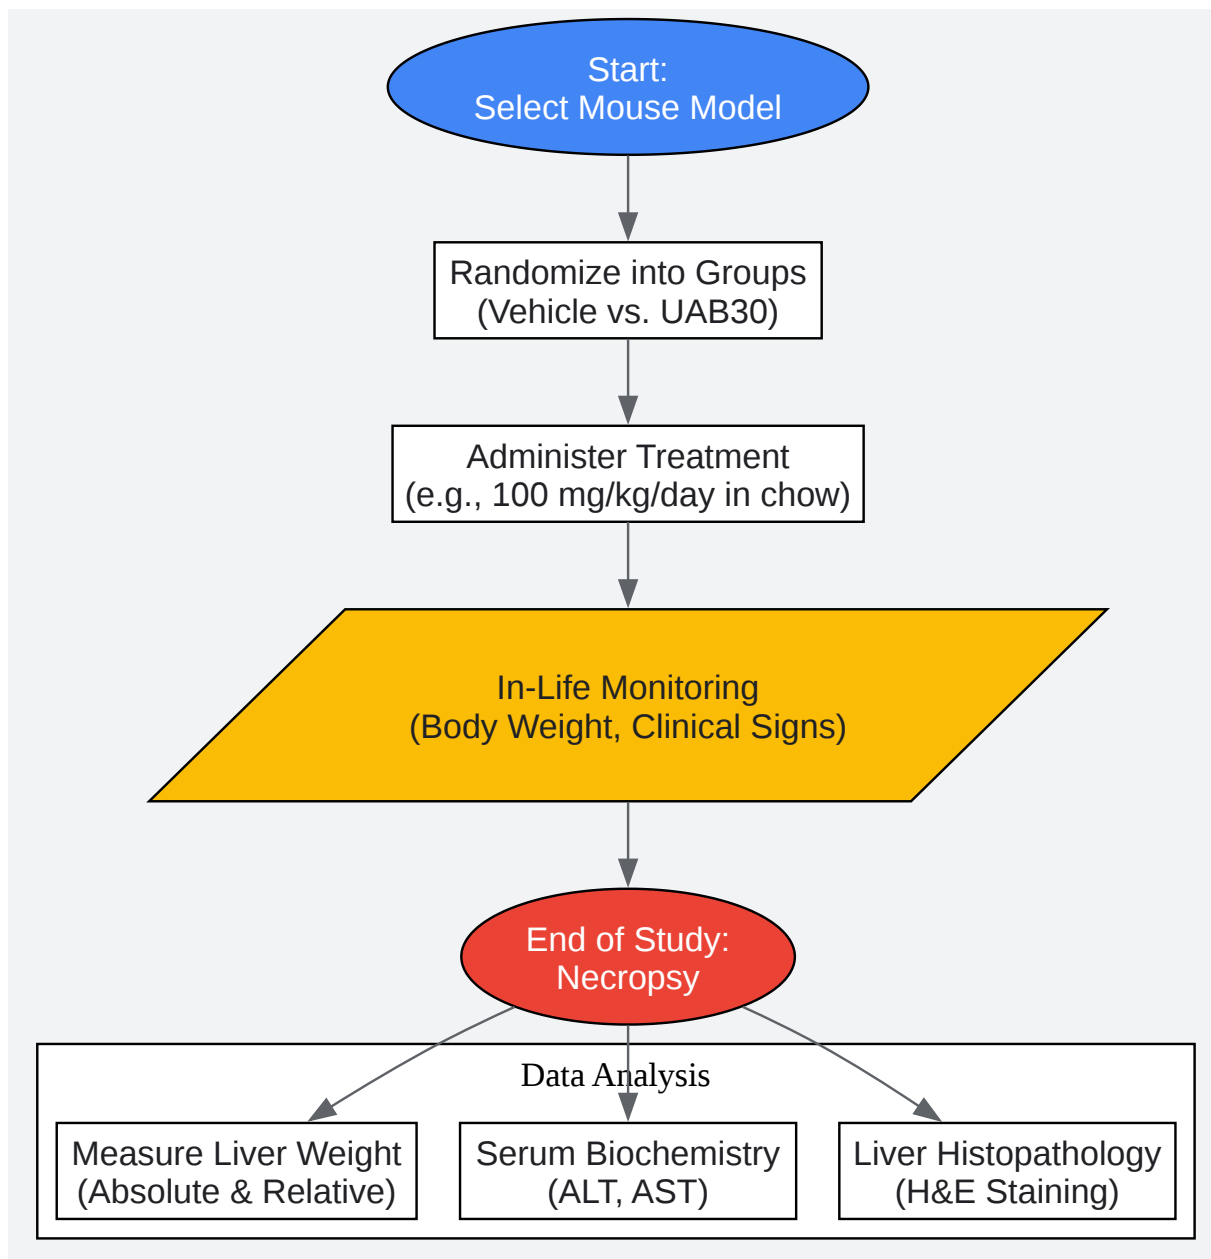 Start:
Select Mouse Model
Randomize into Groups
(Vehicle vs. UAB30)
Administer Treatment
(e.g., 100 mg/kg/day in chow)
In-Life Monitoring
(Body Weight, Clinical Signs)
End of Study:
Necropsy
Data Analysis
Measure Liver Weight
(Absolute & Relative)
Serum Biochemistry
(ALT, AST)
Liver Histopathology
(H&E Staining)